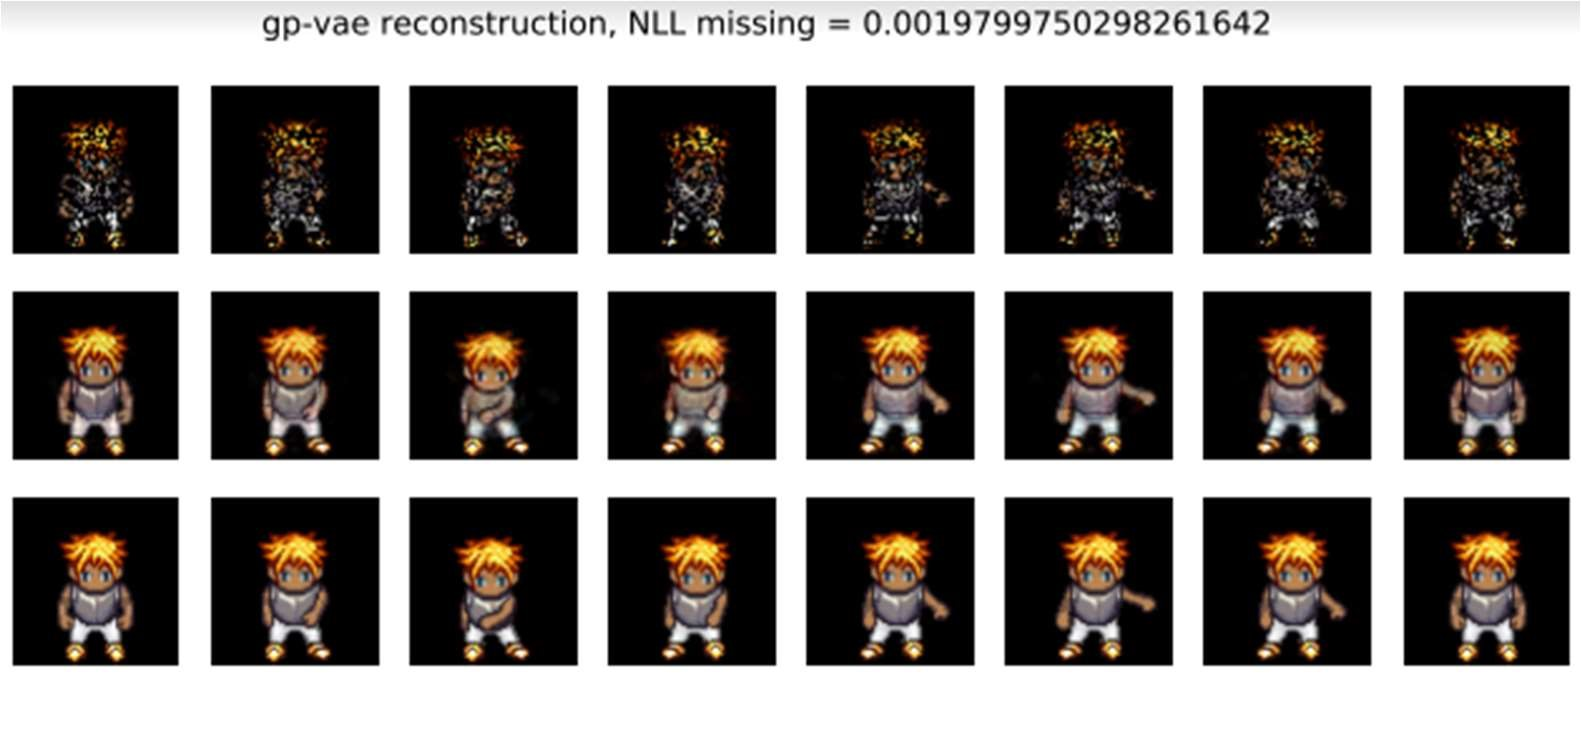 gp-vae reconstruction, NLL missing = 0.0019799750298261642